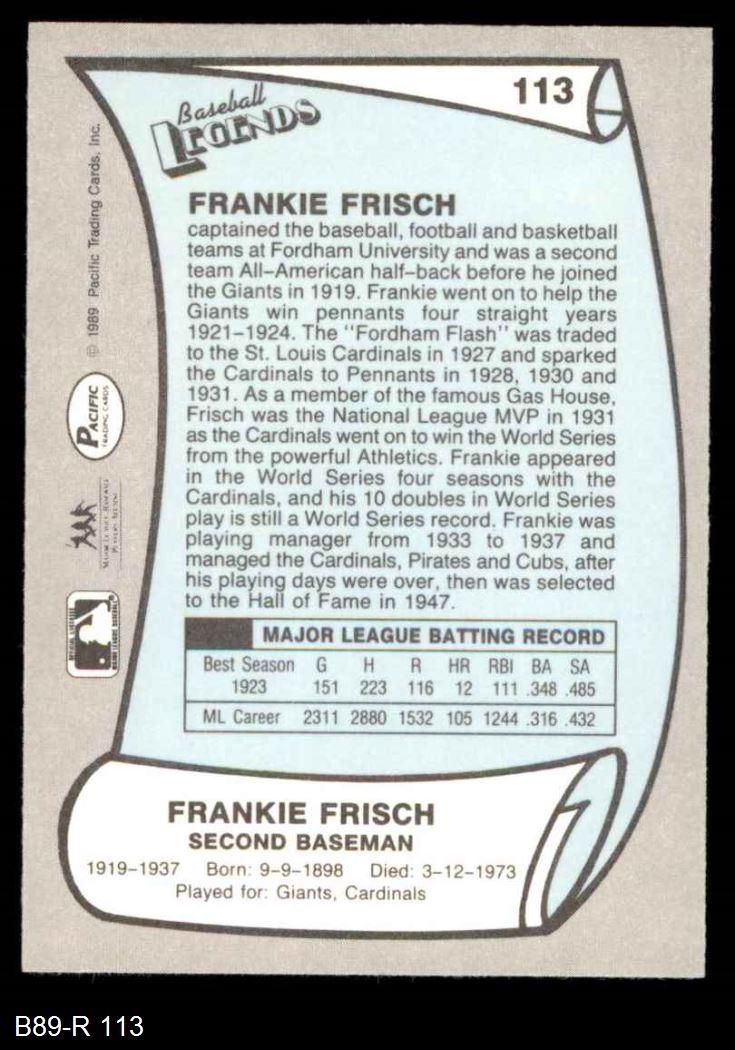 113
Baseball
LEGENDS
FRANKIE FRISCH
captained the baseball, football and basketball
teams at Fordham University and was a second
team All-American half-back before he joined
the Giants in 1919. Frankie went on to help the
Giants win pennants four straight years
1921-1924. The "Fordham Flash" was traded
to the St. Louis Cardinals in 1927 and sparked
the Cardinals to Pennants in 1928, 1930 and
1931. As a member of the famous Gas House,
Frisch was the National League MVP in 1931
as the Cardinals went on to win the World Series
from the powerful Athletics. Frankie appeared
in the World Series four seasons with the
Cardinals, and his 10 doubles in World Series
play is still a World Series record. Frankie was
playing manager from 1933 to 1937 and
managed the Cardinals, Pirates and Cubs, after
his playing days were over, then was selected
to the Hall of Fame in 1947.
MAJOR LEAGUE BATTING RECORD
Best Season G H R HR RBI BA SA
1923 151 223 116 12 111 .348 .485
ML Career 2311 2880 1532 105 1244 .316 .432
FRANKIE FRISCH
SECOND BASEMAN
1919-1937 Born: 9-9-1898 Died: 3-12-1973
Played for: Giants, Cardinals
© 1989 Pacific Trading Cards, Inc.
PACIFIC
TRADING CARDS
MAJOR LEAGUE BASEBALL
PLAYERS ALUMNI
OFFICIAL LICENSEE
MAJOR LEAGUE BASEBALL
B89-R 113